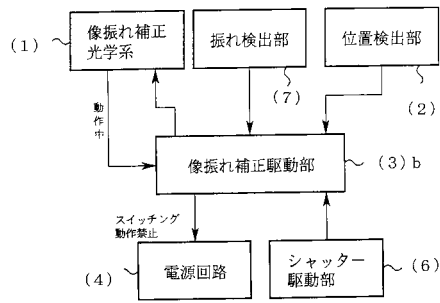 (1)
像振れ補正
光学系
振れ検出部
(7)
位置検出部
(2)
動作中
像振れ補正駆動部
(3)b
スイッチング
動作禁止
(4)
電源回路
シャッター
駆動部
(6)